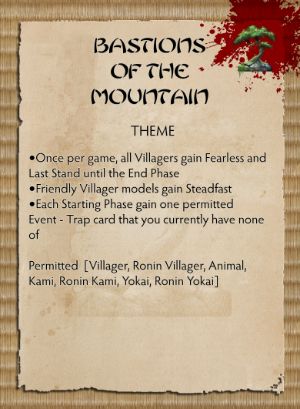 BASTIONS
OF THE
MOUNTAIN
THEME
•Once per game, all Villagers gain Fearless and
Last Stand until the End Phase
•Friendly Villager models gain Steadfast
•Each Starting Phase gain one permitted
Event - Trap card that you currently have none
of
Permitted [Villager, Ronin Villager, Animal,
Kami, Ronin Kami, Yokai, Ronin Yokai]